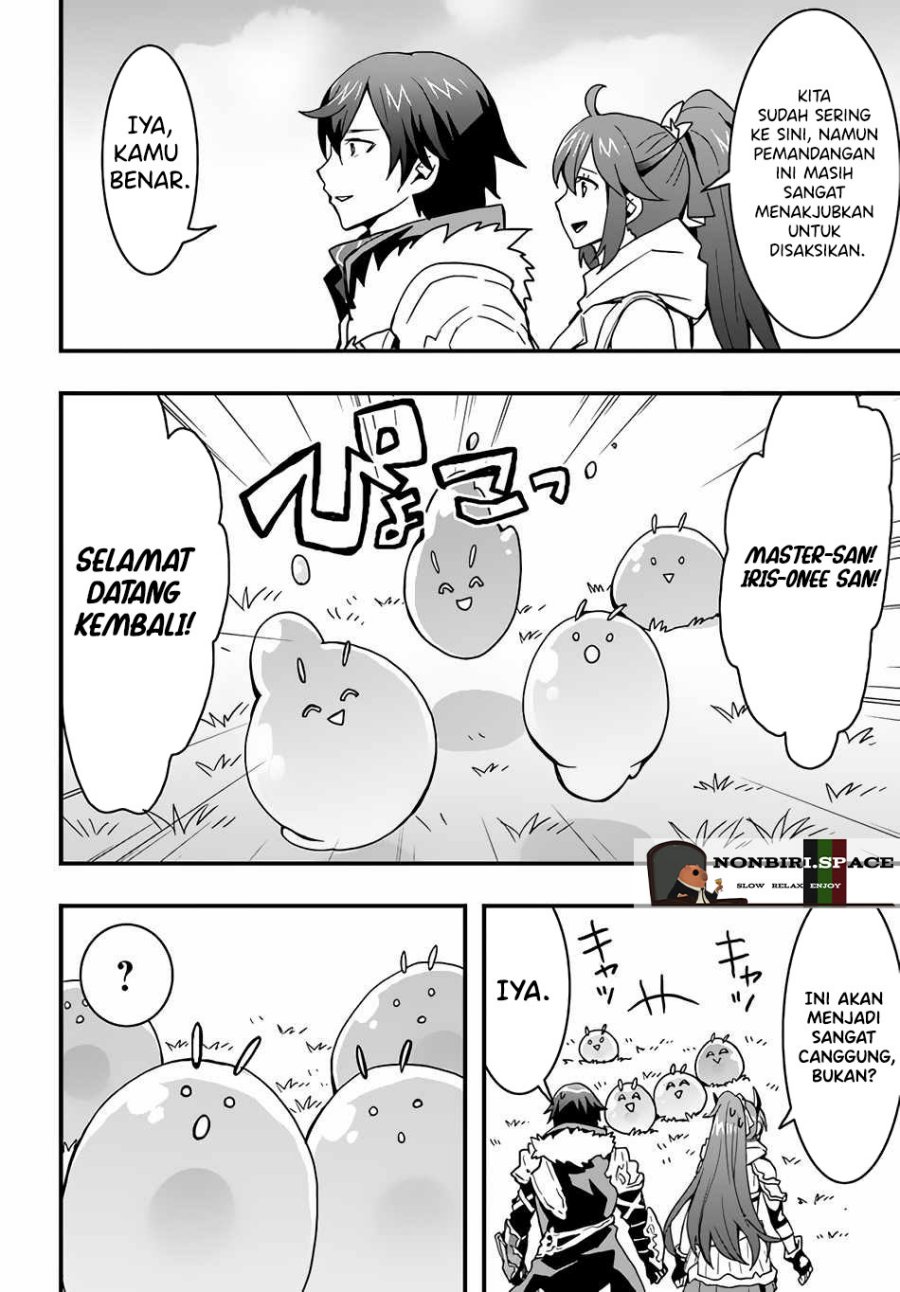 KITA
SUDAH SERING
KE SINI, NAMUN
PEMANDANGAN
INI MASIH
SANGAT
MENAKJUBKAN
UNTUK
DISAKSIKAN.
IYA,
KAMU
BENAR.
MASTER-SAN!
IRIS-ONEE SAN!
ぴょこっ
SELAMAT
DATANG
KEMBALI!
NONBIRI.SPACE
SLOW RELAX ENJOY
INI AKAN
MENJADI
SANGAT
CANGGUNG,
BUKAN?
キャッ
キャッ
IYA.
?